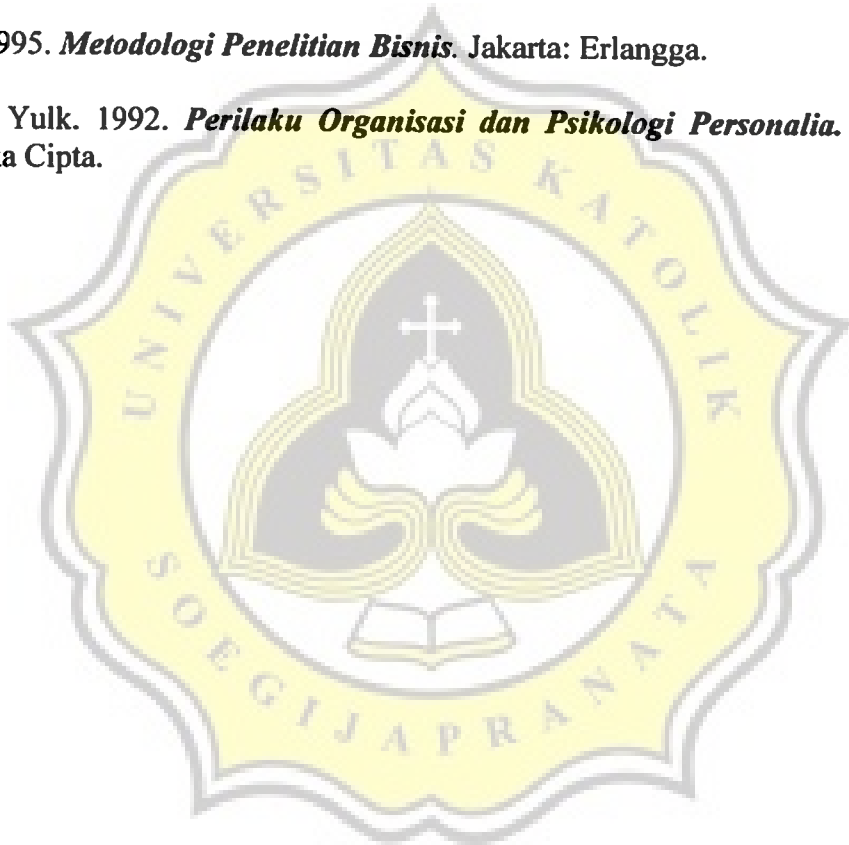 995. Metodologi Penelitian Bisnis. Jakarta: Erlangga.
Yulk. 1992. Perilaku Organisasi dan Psikologi Personalia.
a Cipta.
UNIVERSITAS KATOLIK
SOEGIJAPRANATA